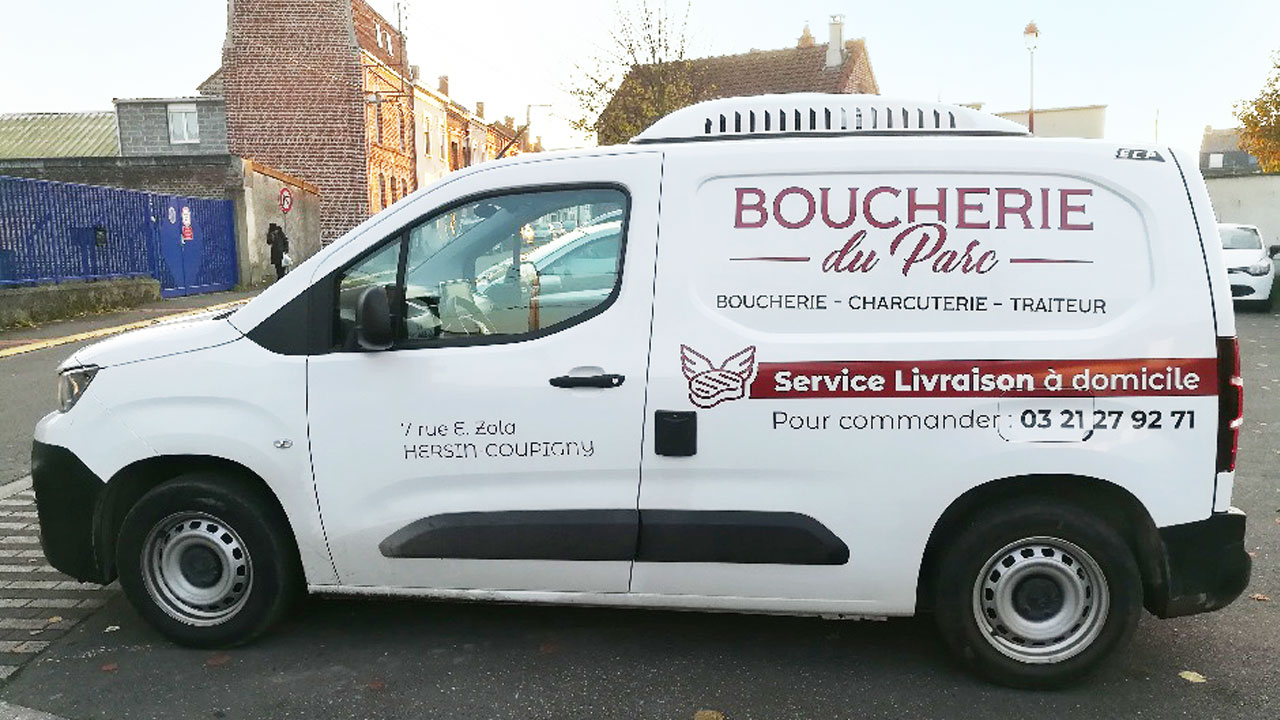 ECA
BOUCHERIE
du Parc
BOUCHERIE - CHARCUTERIE - TRAITEUR
Service Livraison à domicile
Pour commander : 03 21 27 92 71
7 rue E. Zola
HERSIN COUPIGNY